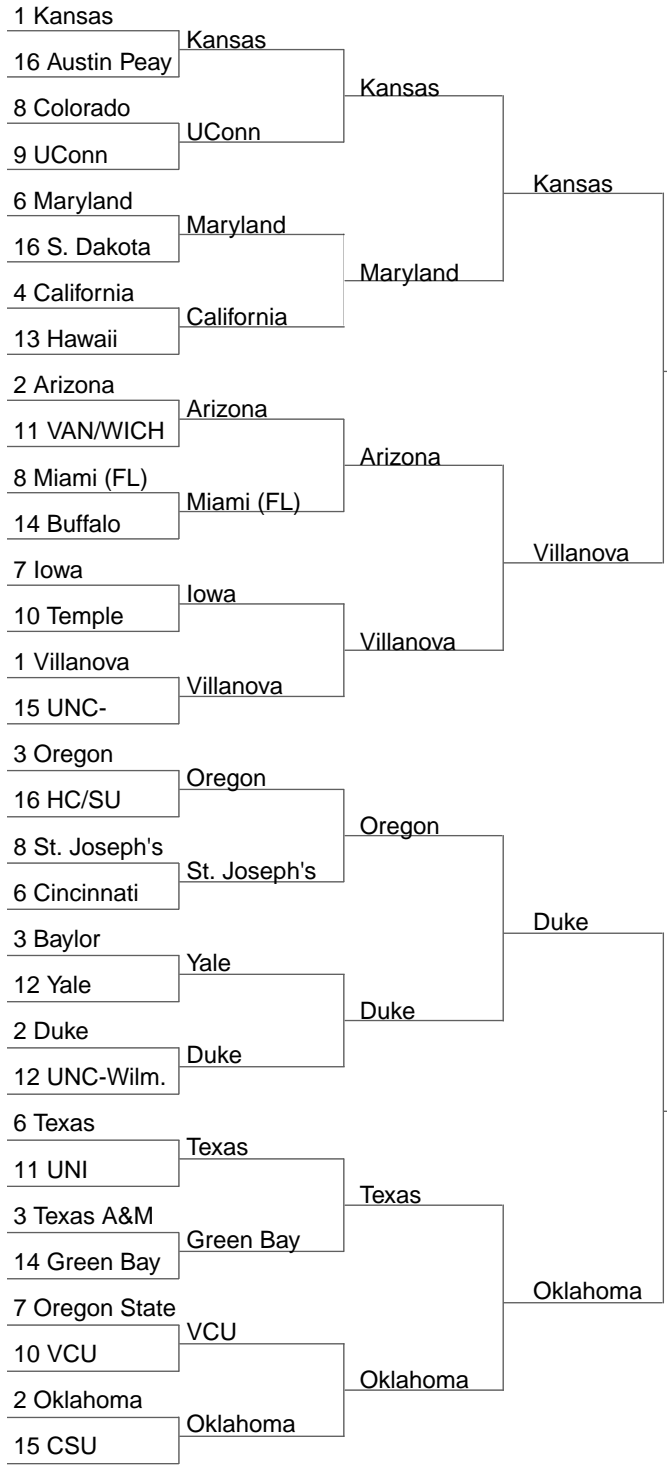 1 Kansas
16 Austin Peay
8 Colorado
9 UConn
6 Maryland
16 S. Dakota
4 California
13 Hawaii
2 Arizona
11 VAN/WICH
8 Miami (FL)
14 Buffalo
7 Iowa
10 Temple
1 Villanova
15 UNC-
3 Oregon
16 HC/SU
8 St. Joseph's
6 Cincinnati
3 Baylor
12 Yale
2 Duke
12 UNC-Wilm.
6 Texas
11 UNI
3 Texas A&M
14 Green Bay
7 Oregon State
10 VCU
2 Oklahoma
15 CSU
Kansas
UConn
Maryland
California
Arizona
Miami (FL)
Iowa
Villanova
Oregon
St. Joseph's
Yale
Duke
Texas
Green Bay
VCU
Oklahoma
Kansas
Maryland
Arizona
Villanova
Oregon
Duke
Texas
Oklahoma
Kansas
Villanova
Duke
Oklahoma